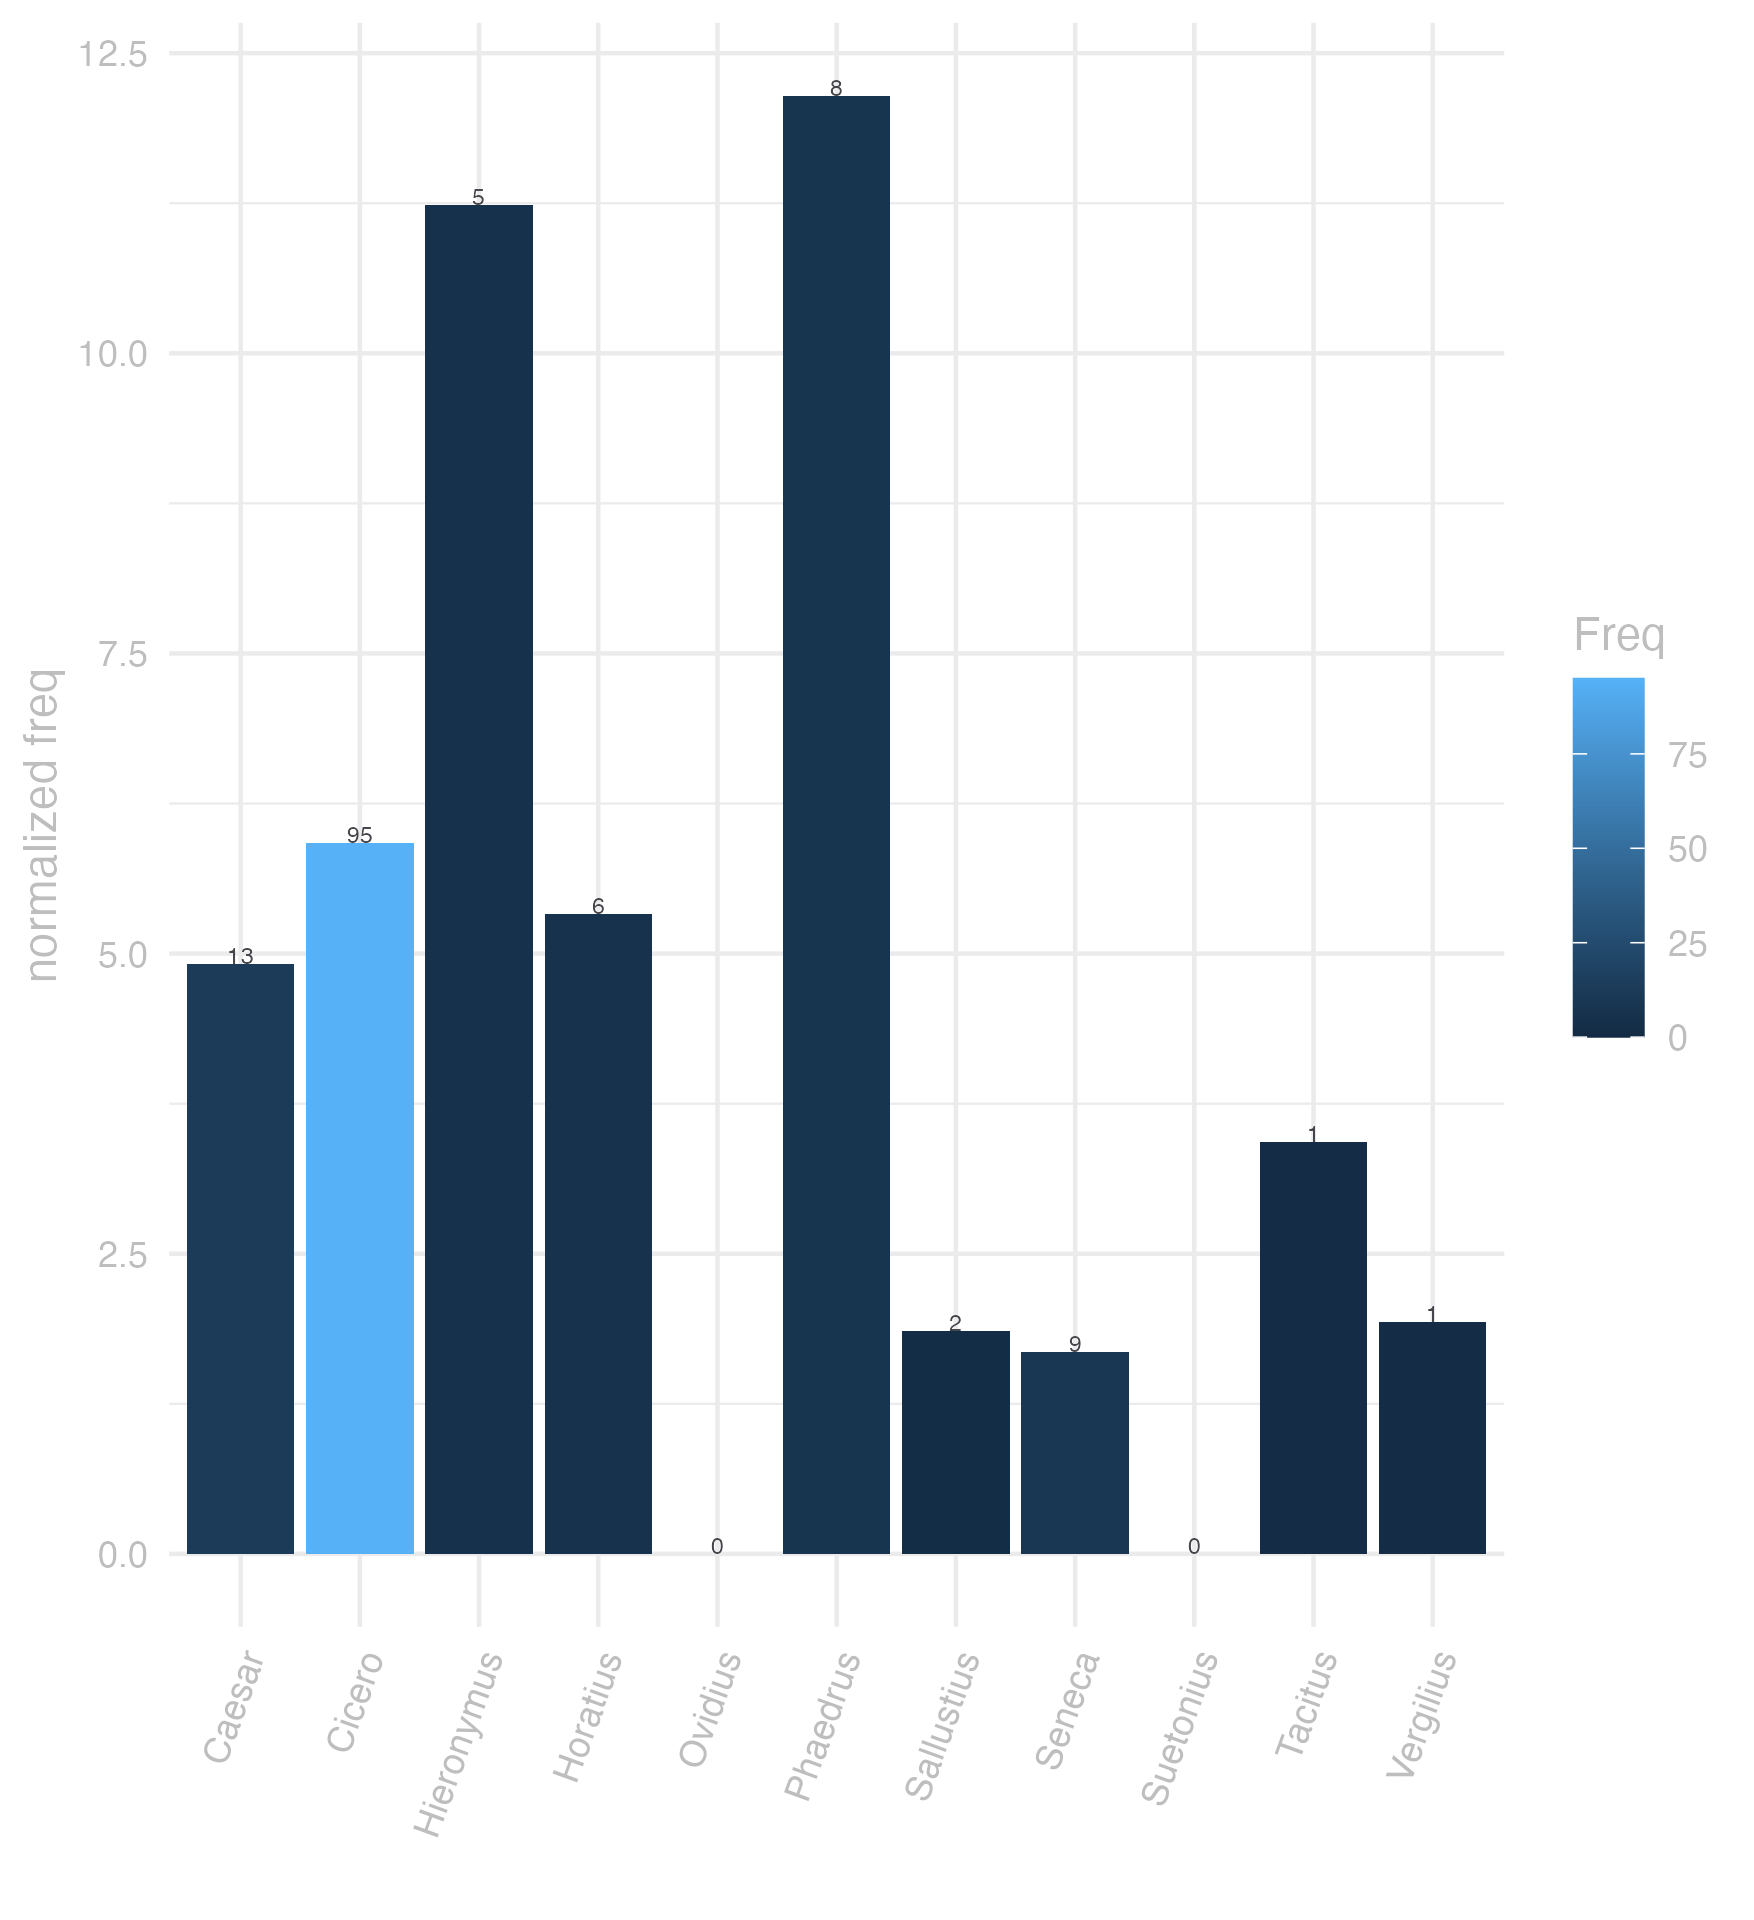 12.5
10.0
7.5
5.0
2.5
0.0
normalized freq
13
95
5
6
0
8
2
9
0
1
1
Caesar
Cicero
Hieronymus
Horatius
Ovidius
Phaedrus
Sallustius
Seneca
Suetonius
Tacitus
Vergilius
Freq
75
50
25
0